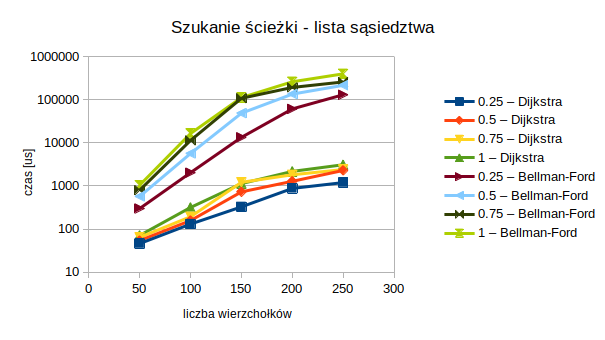 Szukanie ścieżki - lista sąsiedztwa
1000000
100000
10000
1000
100
10
czas [us]
0 50 100 150 200 250 300
liczba wierzchołków
0.25 – Dijkstra
0.5 – Dijkstra
0.75 – Dijkstra
1 – Dijkstra
0.25 – Bellman-Ford
0.5 – Bellman-Ford
0.75 – Bellman-Ford
1 – Bellman-Ford